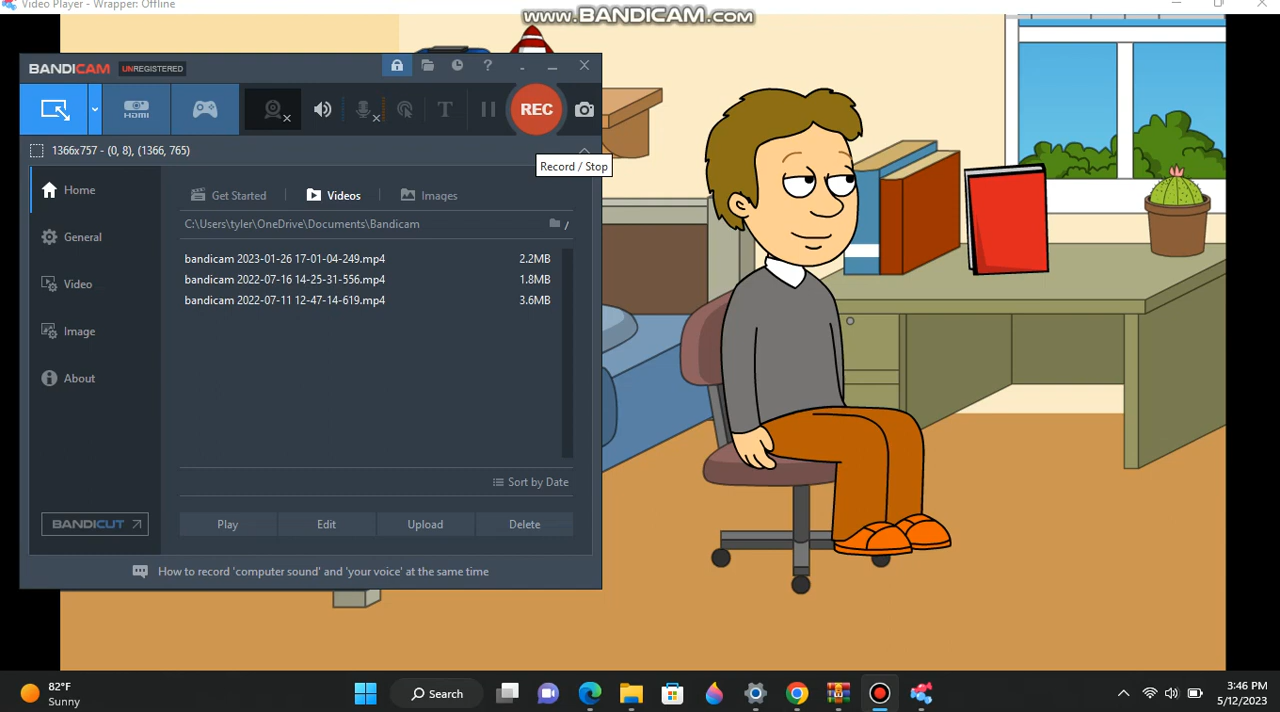 Video Player - Wrapper: Offline
www.BANDICAM.com
BANDICAM UNREGISTERED
HDMI
T
REC
1366x757 - (0, 8), (1366, 765)
Record / Stop
Home
General
Video
Image
About
Get Started
Videos
Images
C:\Users\tyler\OneDrive\Documents\Bandicam
bandicam 2023-01-26 17-01-04-249.mp4 2.2MB
bandicam 2022-07-16 14-25-31-556.mp4 1.8MB
bandicam 2022-07-11 12-47-14-619.mp4 3.6MB
Sort by Date
BANDICUT
Play
Edit
Upload
Delete
How to record 'computer sound' and 'your voice' at the same time
82°F
Sunny
Search
3:46 PM
5/12/2023